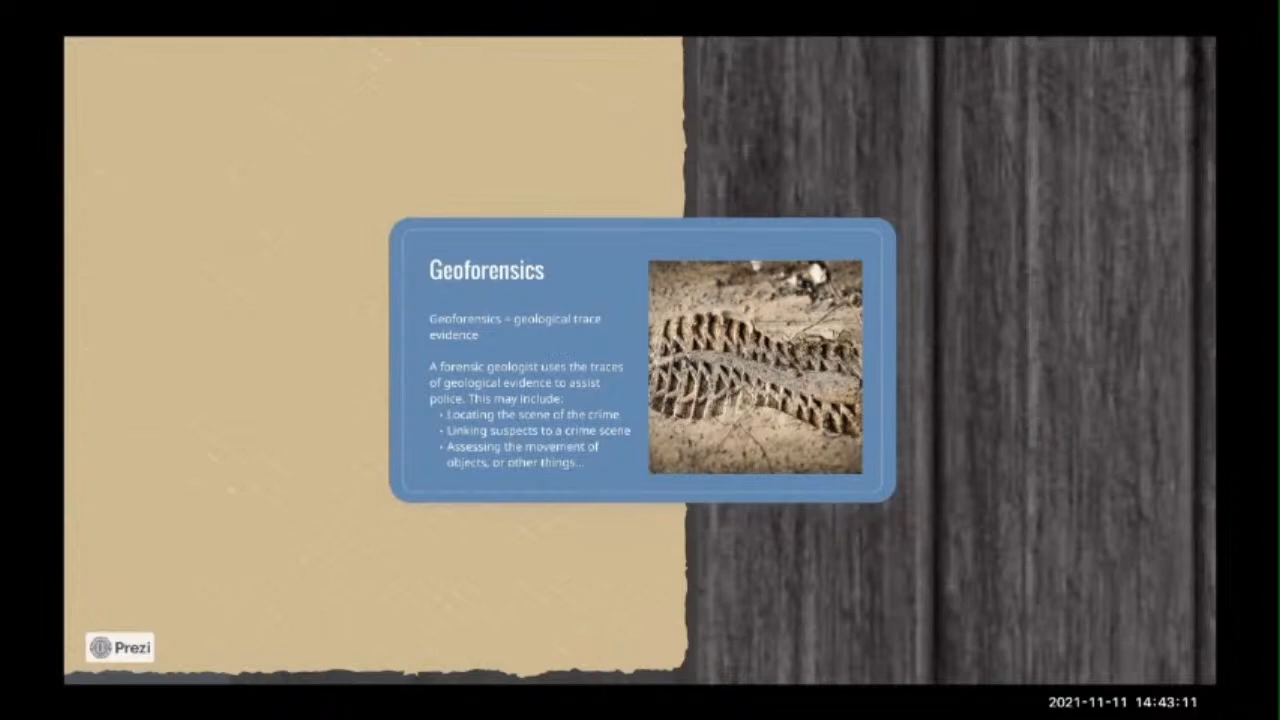 Geoforensics
Geoforensics = geological trace
evidence
A forensic geologist uses the traces
of geological evidence to assist
police. This may include:
• Locating the scene of the crime
• Linking suspects to a crime scene
• Assessing the movement of
objects, or other things...
Prezi
2021-11-11 14:43:11